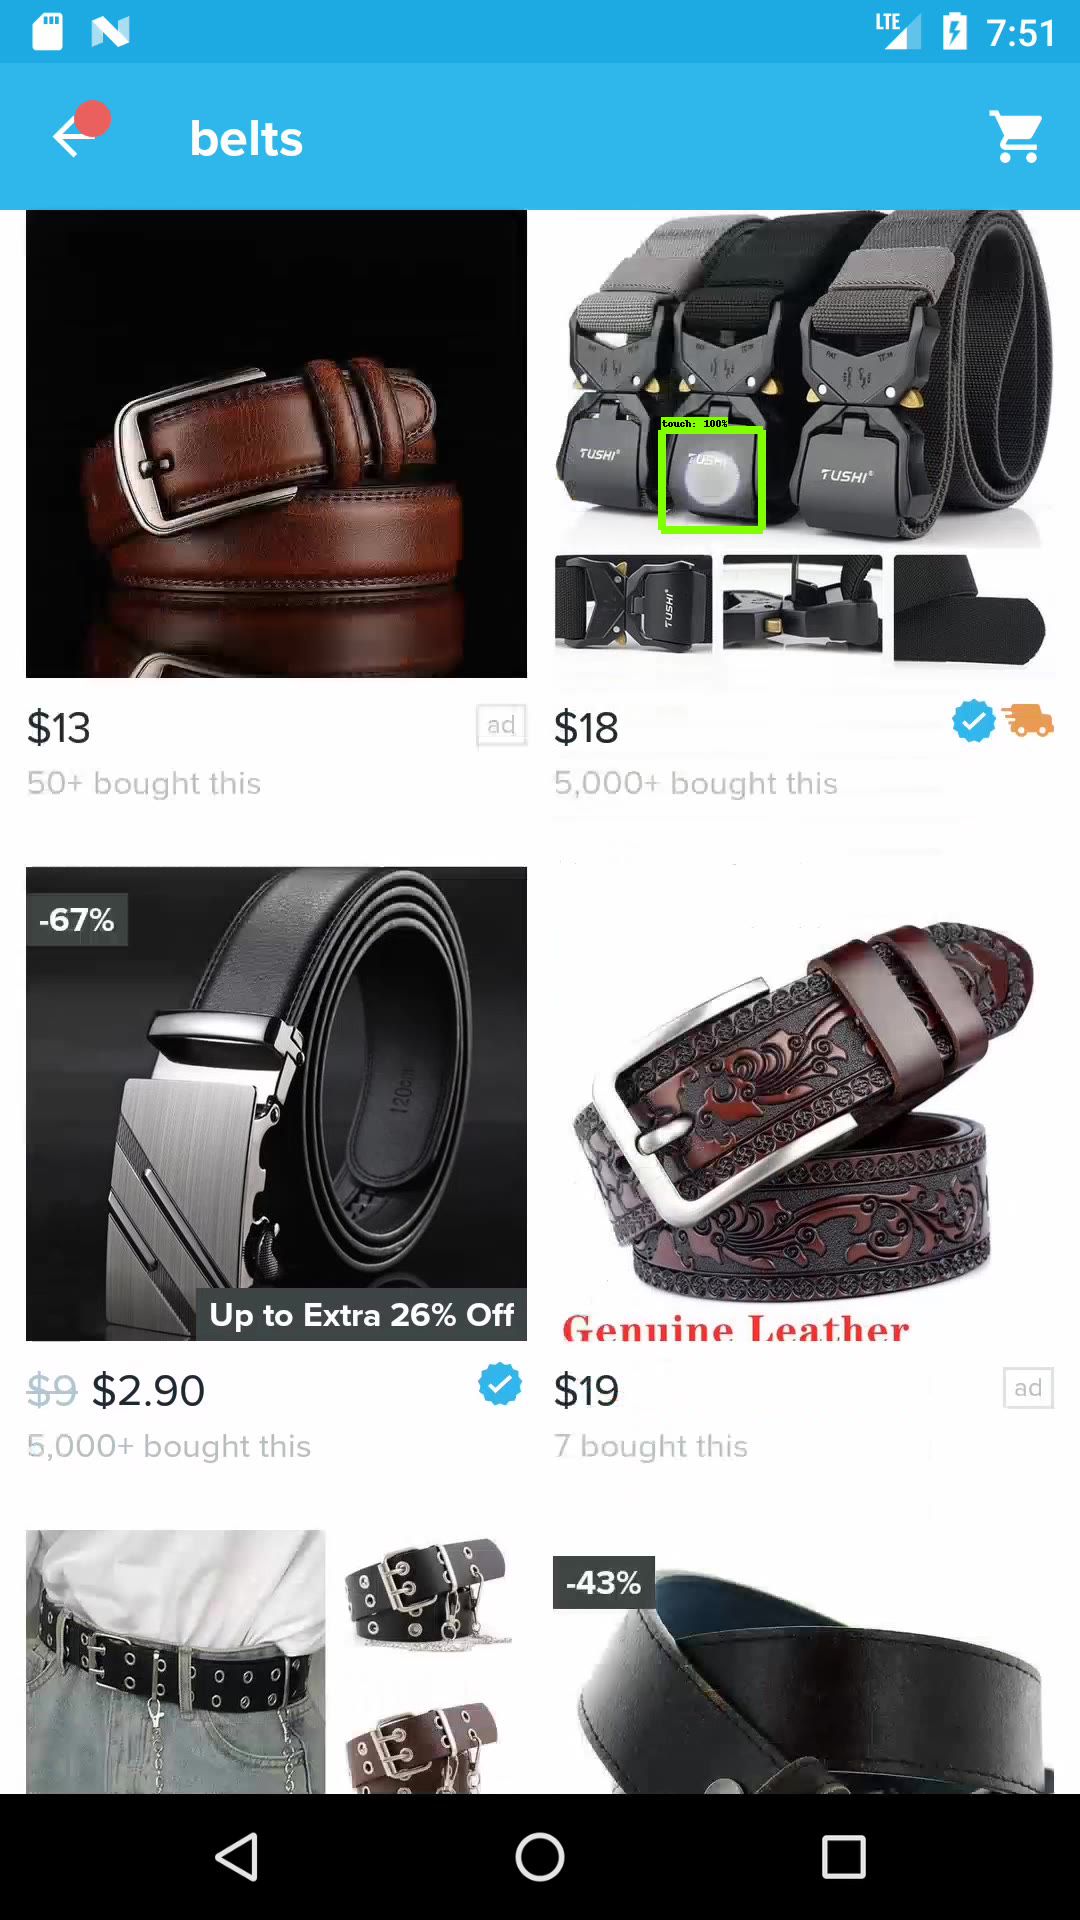 LTE 7:51
belts
touch: 100%
TUSHI®
TUSHI
TUSHI®
TUSHI®
$13
ad
$18
50+ bought this
5,000+ bought this
-67%
120cm
Up to Extra 26% Off
Genuine Leather
$9 $2.90
$19
ad
5,000+ bought this
7 bought this
-43%